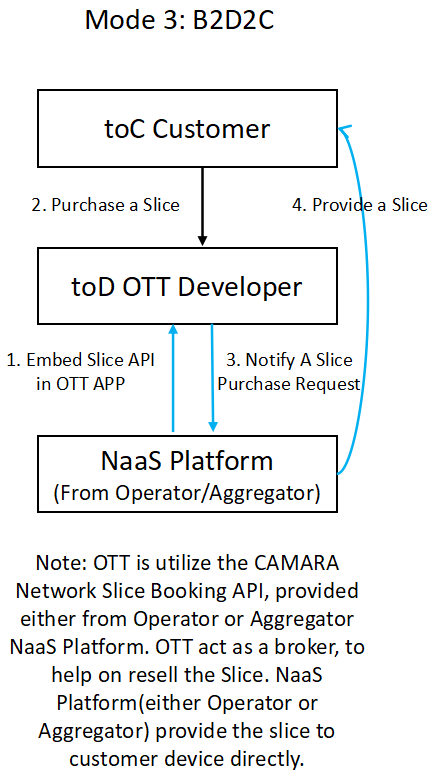 Mode 3: B2D2C
toC Customer
2. Purchase a Slice
4. Provide a Slice
toD OTT Developer
1. Embed Slice API
in OTT APP
3. Notify A Slice
Purchase Request
NaaS Platform
(From Operator/Aggregator)
Note: OTT is utilize the CAMARA
Network Slice Booking API, provided
either from Operator or Aggregator
NaaS Platform. OTT act as a broker, to
help on resell the Slice. NaaS
Platform(either Operator or
Aggregator) provide the slice to
customer device directly.